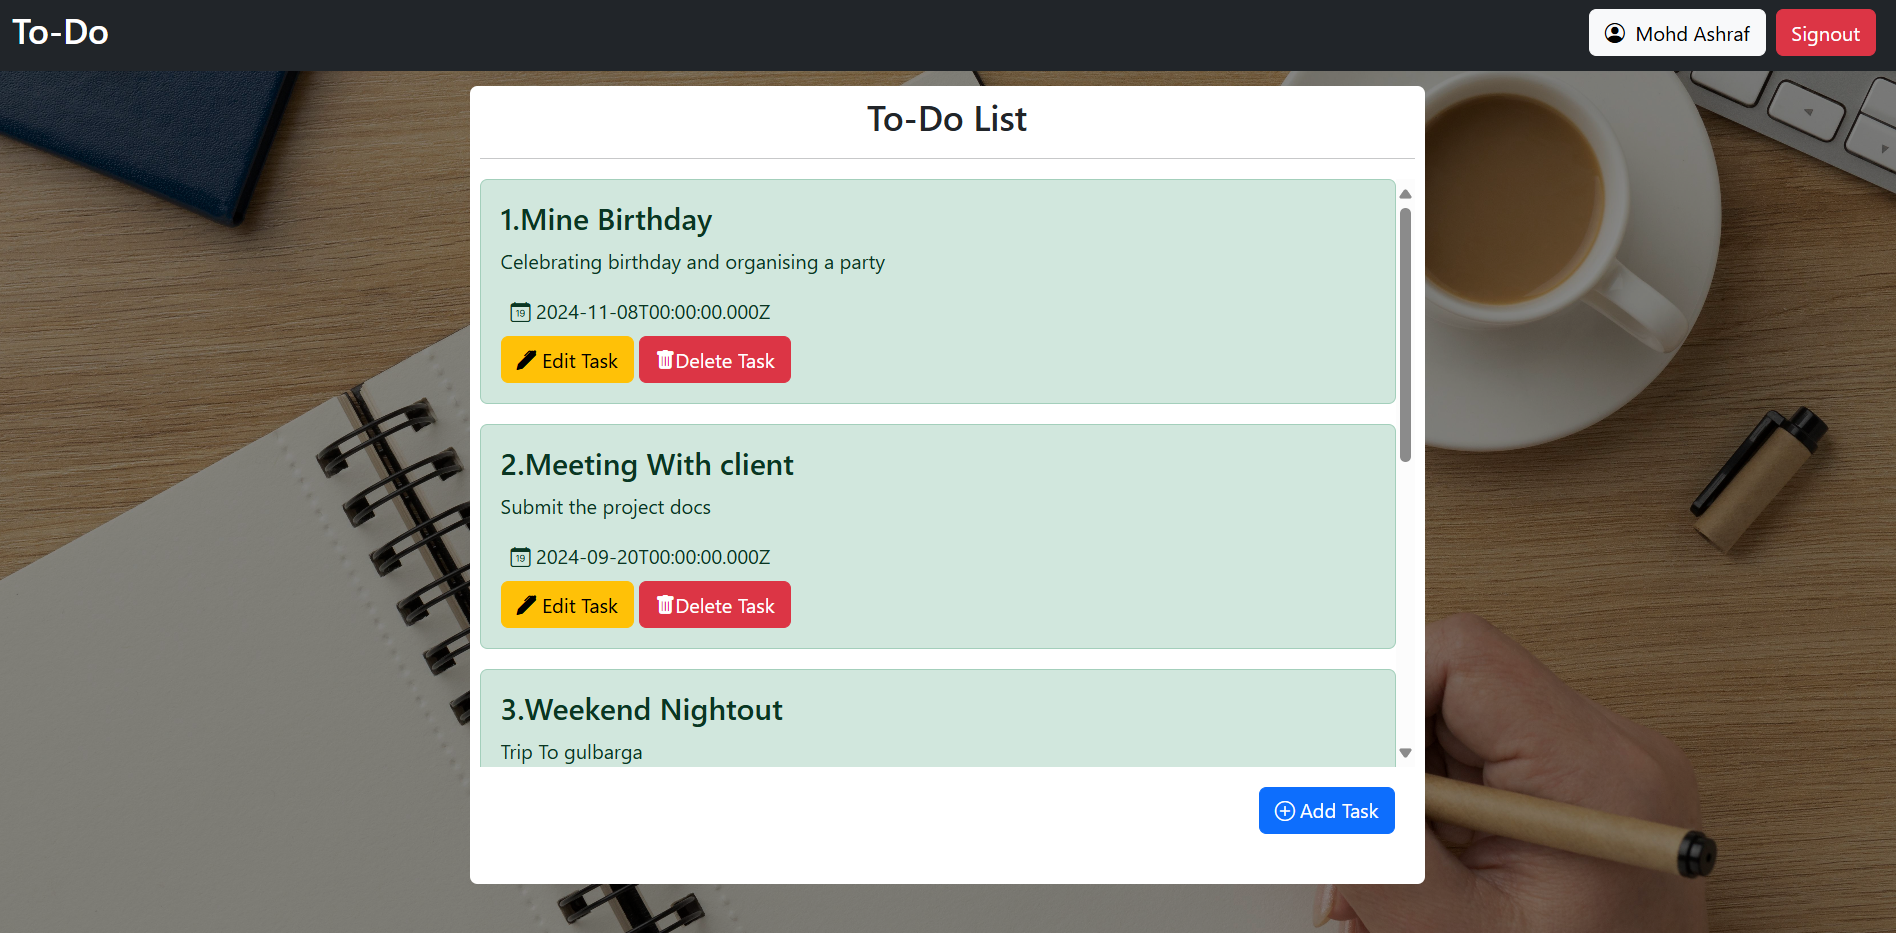 To-Do
Mohd Ashraf
Signout
To-Do List
1.Mine Birthday
Celebrating birthday and organising a party
19 2024-11-08T00:00:00.000Z
Edit Task
Delete Task
2.Meeting With client
Submit the project docs
19 2024-09-20T00:00:00.000Z
Edit Task
Delete Task
3.Weekend Nightout
Trip To gulbarga
Add Task